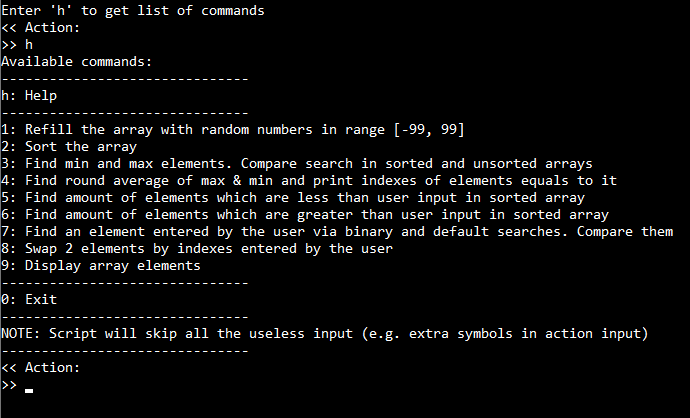 Enter 'h' to get list of commands
<< Action:
>> h
Available commands:
-------------------------------
h: Help
-------------------------------
1: Refill the array with random numbers in range [-99, 99]
2: Sort the array
3: Find min and max elements. Compare search in sorted and unsorted arrays
4: Find round average of max & min and print indexes of elements equals to it
5: Find amount of elements which are less than user input in sorted array
6: Find amount of elements which are greater than user input in sorted array
7: Find an element entered by the user via binary and default searches. Compare them
8: Swap 2 elements by indexes entered by the user
9: Display array elements
-------------------------------
0: Exit
-------------------------------
NOTE: Script will skip all the useless input (e.g. extra symbols in action input)
-------------------------------
<< Action:
>> _